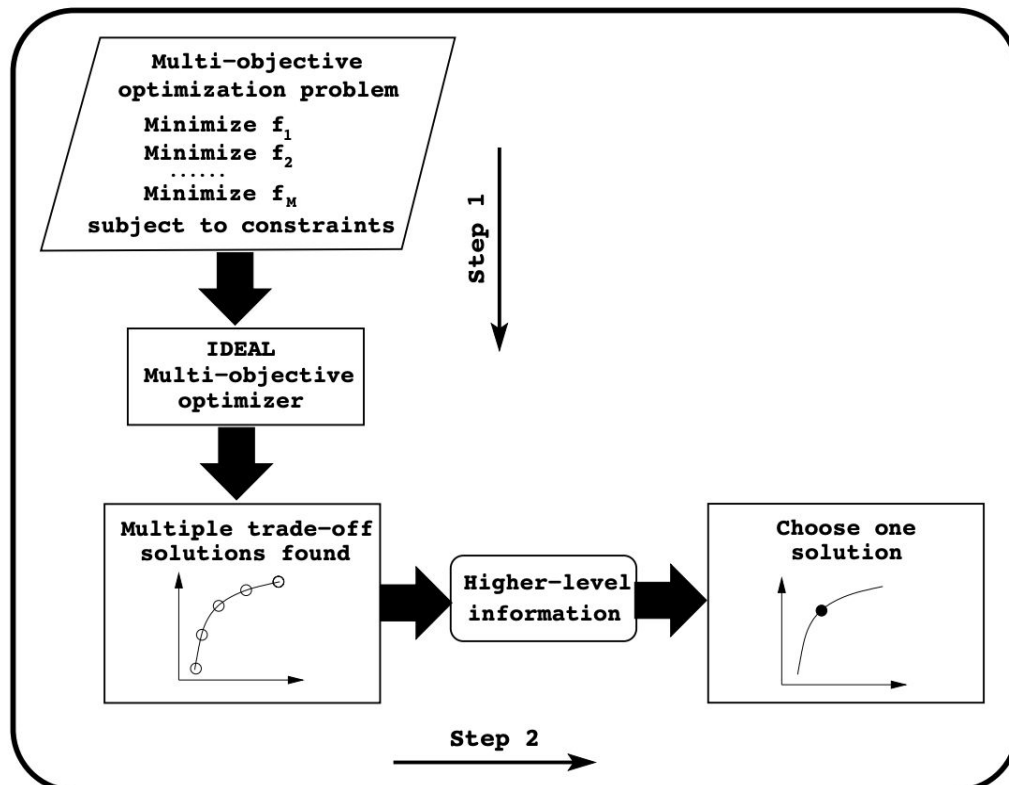 Multi-objective
optimization problem
Minimize f₁
Minimize f₂
......
Minimize f_M
subject to constraints
Step 1
IDEAL
Multi-objective
optimizer
Multiple trade-off
solutions found
Higher-level
information
Choose one
solution
Step 2